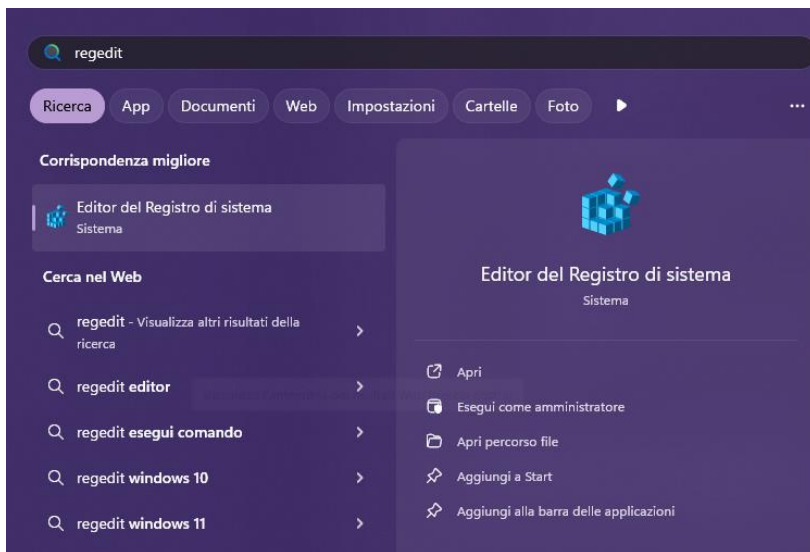 regedit
Ricerca App Documenti Web Impostazioni Cartelle Foto
Corrispondenza migliore
Editor del Registro di sistema
Sistema
Cerca nel Web
regedit - Visualizza altri risultati della
ricerca
regedit editor
regedit esegui comando
regedit windows 10
regedit windows 11
Editor del Registro di sistema
Sistema
Apri
Esegui come amministratore
Apri percorso file
Aggiungi a Start
Aggiungi alla barra delle applicazioni